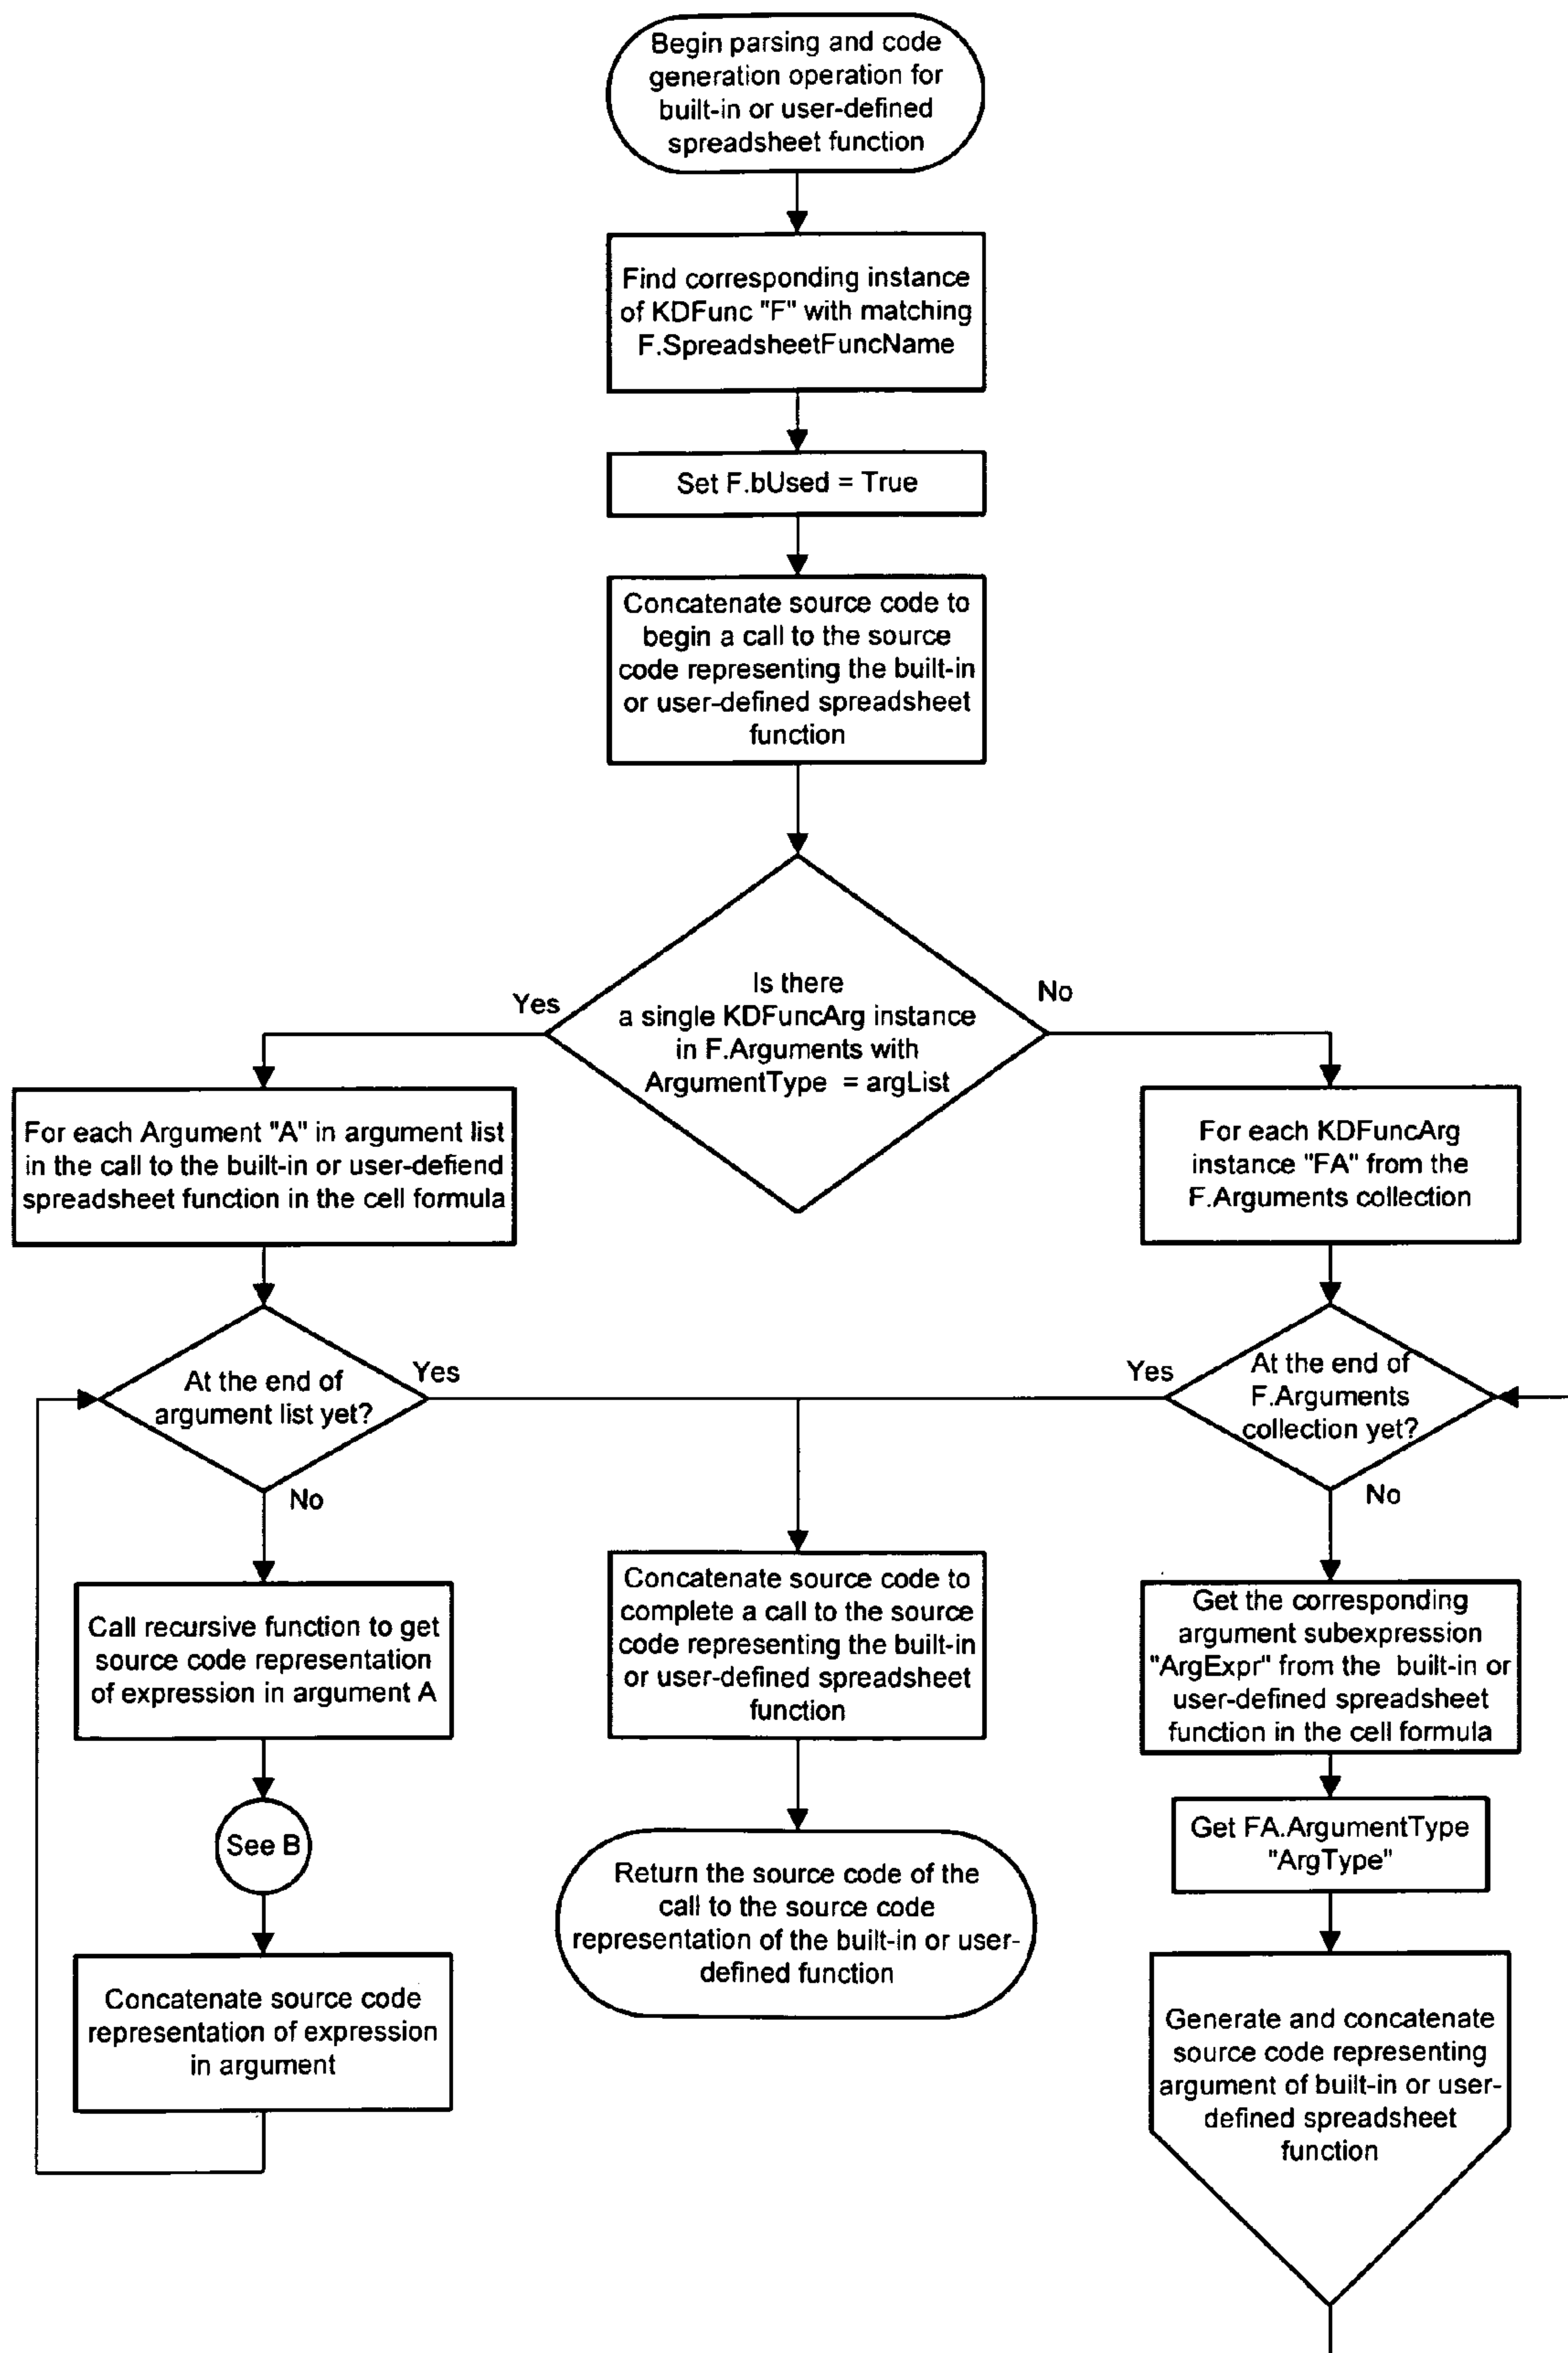 Begin parsing and code
generation operation for
built-in or user-defined
spreadsheet function
Find corresponding instance
of KDFunc "F" with matching
F.SpreadsheetFuncName
Set F.bUsed = True
Concatenate source code to
begin a call to the source
code representing the built-in
or user-defined spreadsheet
function
Is there
a single KDFuncArg instance
in F.Arguments with
ArgumentType = argList
Yes
No
For each Argument "A" in argument list
in the call to the built-in or user-defiend
spreadsheet function in the cell formula
For each KDFuncArg
instance "FA" from the
F.Arguments collection
At the end of
argument list yet?
Yes
No
At the end of
F.Arguments
collection yet?
Yes
No
Call recursive function to get
source code representation
of expression in argument A
See B
Concatenate source code
representation of expression
in argument
Concatenate source code to
complete a call to the source
code representing the built-in
or user-defined spreadsheet
function
Return the source code of the
call to the source code
representation of the built-in or user-
defined function
Get the corresponding
argument subexpression
"ArgExpr" from the built-in or
user-defined spreadsheet
function in the cell formula
Get FA.ArgumentType
"ArgType"
Generate and concatenate
source code representing
argument of built-in or user-
defined spreadsheet
function